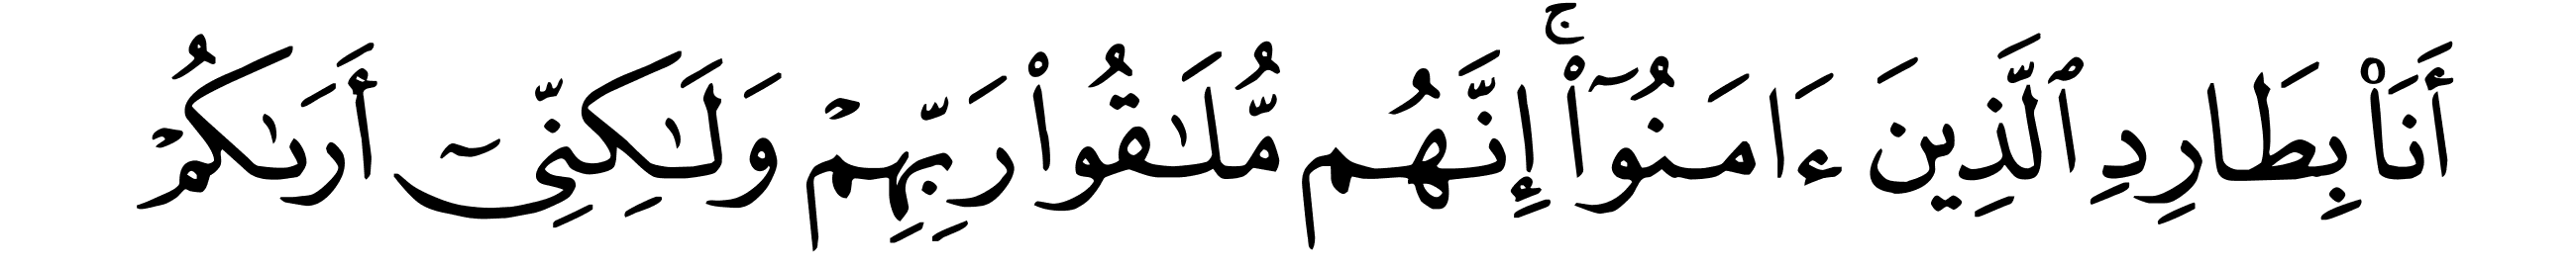 أَنَا۠ بِطَارِدِ ٱلَّذِينَ ءَامَنُوٓا۟ۚ إِنَّهُم مُّلَـٰقُوا۟ رَبِّهِمْ وَلَـٰكِنِّىٓ أَرَىٰكُمْ